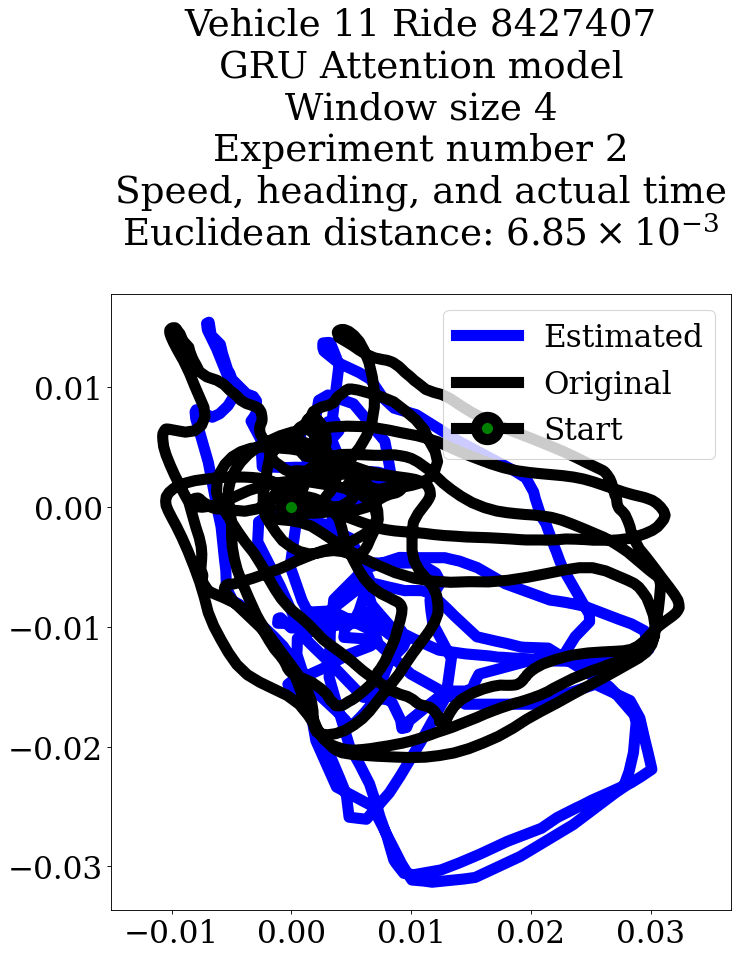 Vehicle 11 Ride 8427407
GRU Attention model
Window size 4
Experiment number 2
Speed, heading, and actual time
Euclidean distance: 6.85 × 10⁻³
Estimated
Original
Start
0.01
0.00
−0.01
−0.02
−0.03
−0.01 0.00 0.01 0.02 0.03